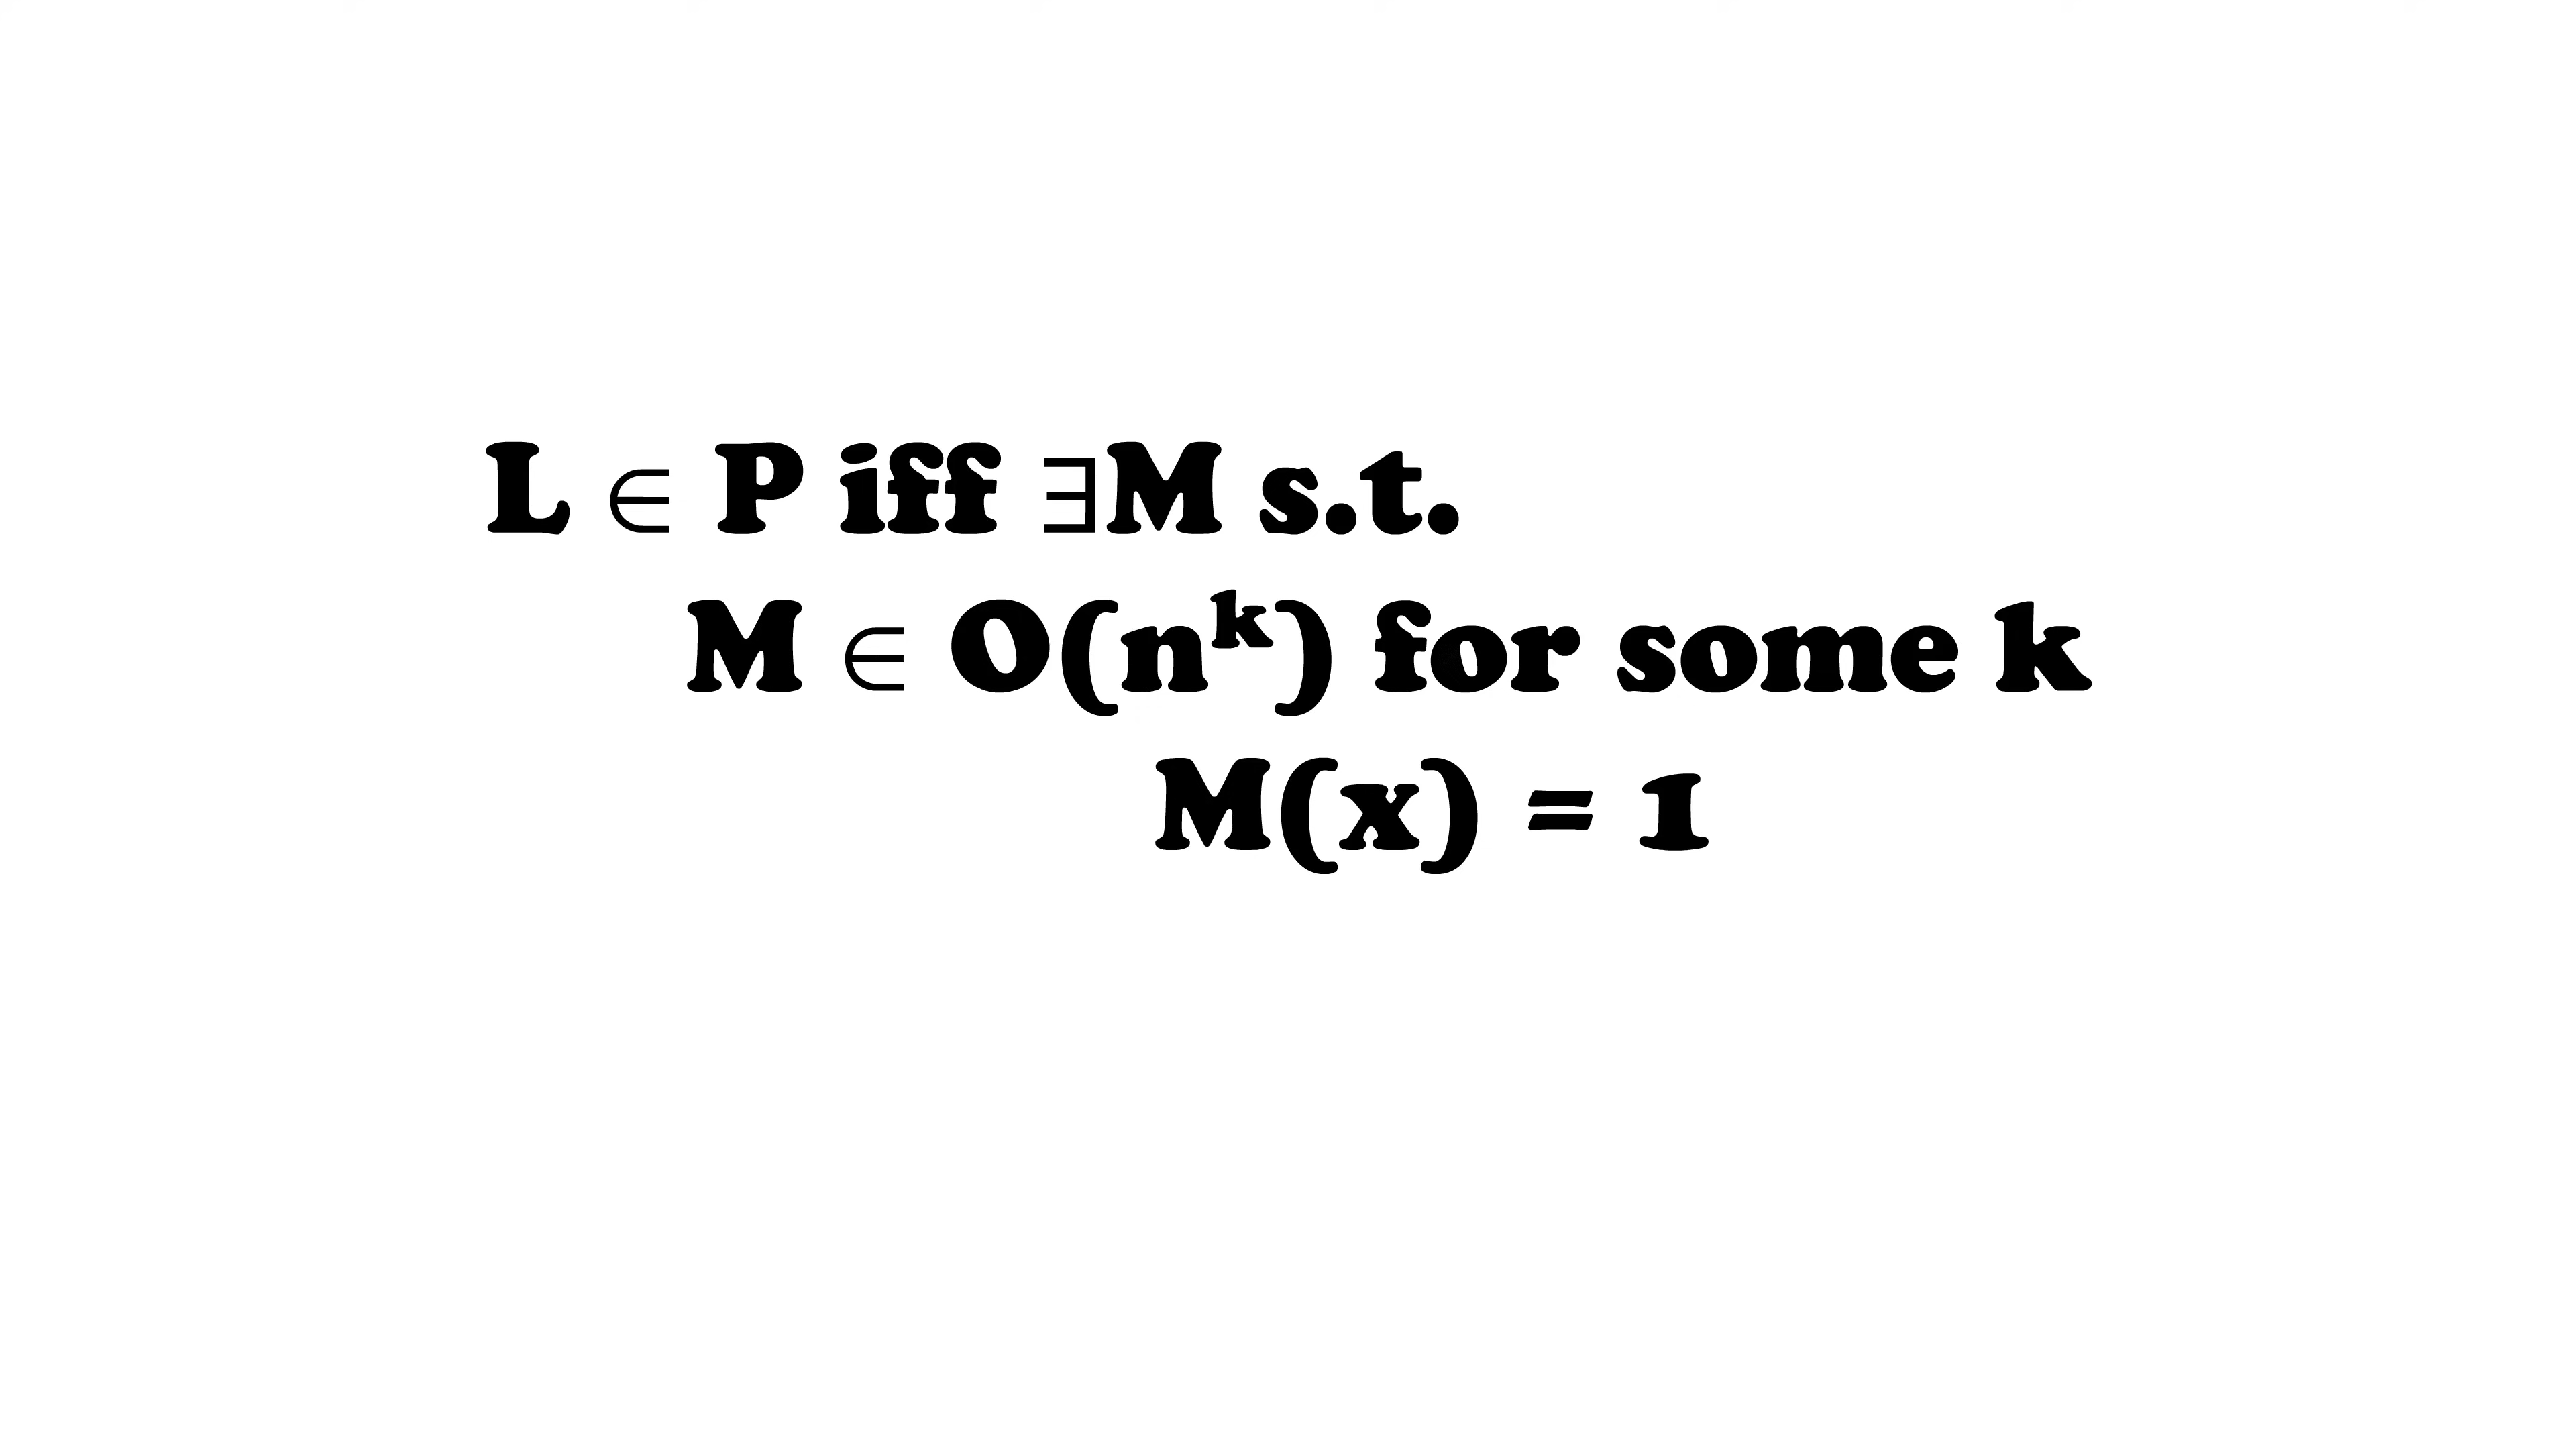 L ∈ P iff ∃M s.t.
M ∈ O(nᵏ) for some k
M(x) = 1